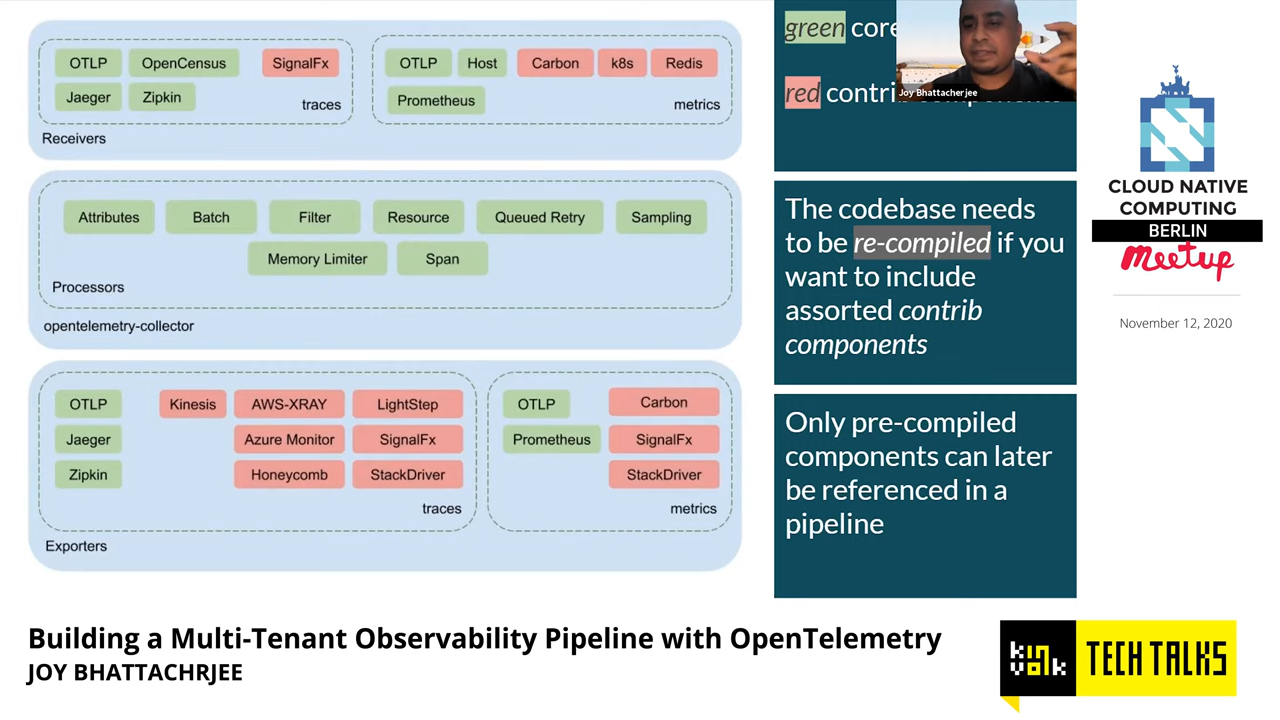 OTLP OpenCensus SignalFx
Jaeger Zipkin traces
Receivers
OTLP Host Carbon k8s Redis
Prometheus metrics
Attributes Batch Filter Resource Queued Retry Sampling
Memory Limiter Span
Processors
opentelemetry-collector
OTLP Kinesis AWS-XRAY LightStep
Jaeger Azure Monitor SignalFx
Zipkin Honeycomb StackDriver
traces
OTLP Carbon
Prometheus SignalFx
StackDriver
metrics
Exporters
green core
red contrib components
Joy Bhattacherjee
The codebase needs
to be re-compiled if you
want to include
assorted contrib
components
Only pre-compiled
components can later
be referenced in a
pipeline
CLOUD NATIVE
COMPUTING
BERLIN
Meetup
November 12, 2020
Building a Multi-Tenant Observability Pipeline with OpenTelemetry
JOY BHATTACHRJEE
kinvolk
TECH TALKS